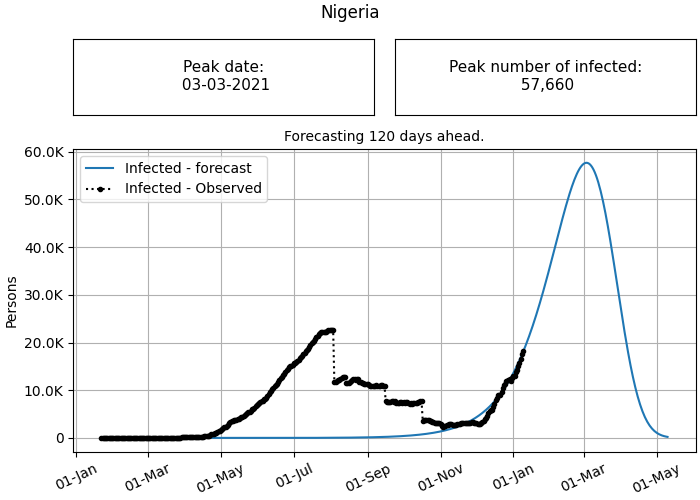 Nigeria
Peak date:
03-03-2021
Peak number of infected:
57,660
Forecasting 120 days ahead.
Infected - forecast
Infected - Observed
60.0K
50.0K
40.0K
30.0K
20.0K
10.0K
0
Persons
01-Jan
01-Mar
01-May
01-Jul
01-Sep
01-Nov
01-Jan
01-Mar
01-May